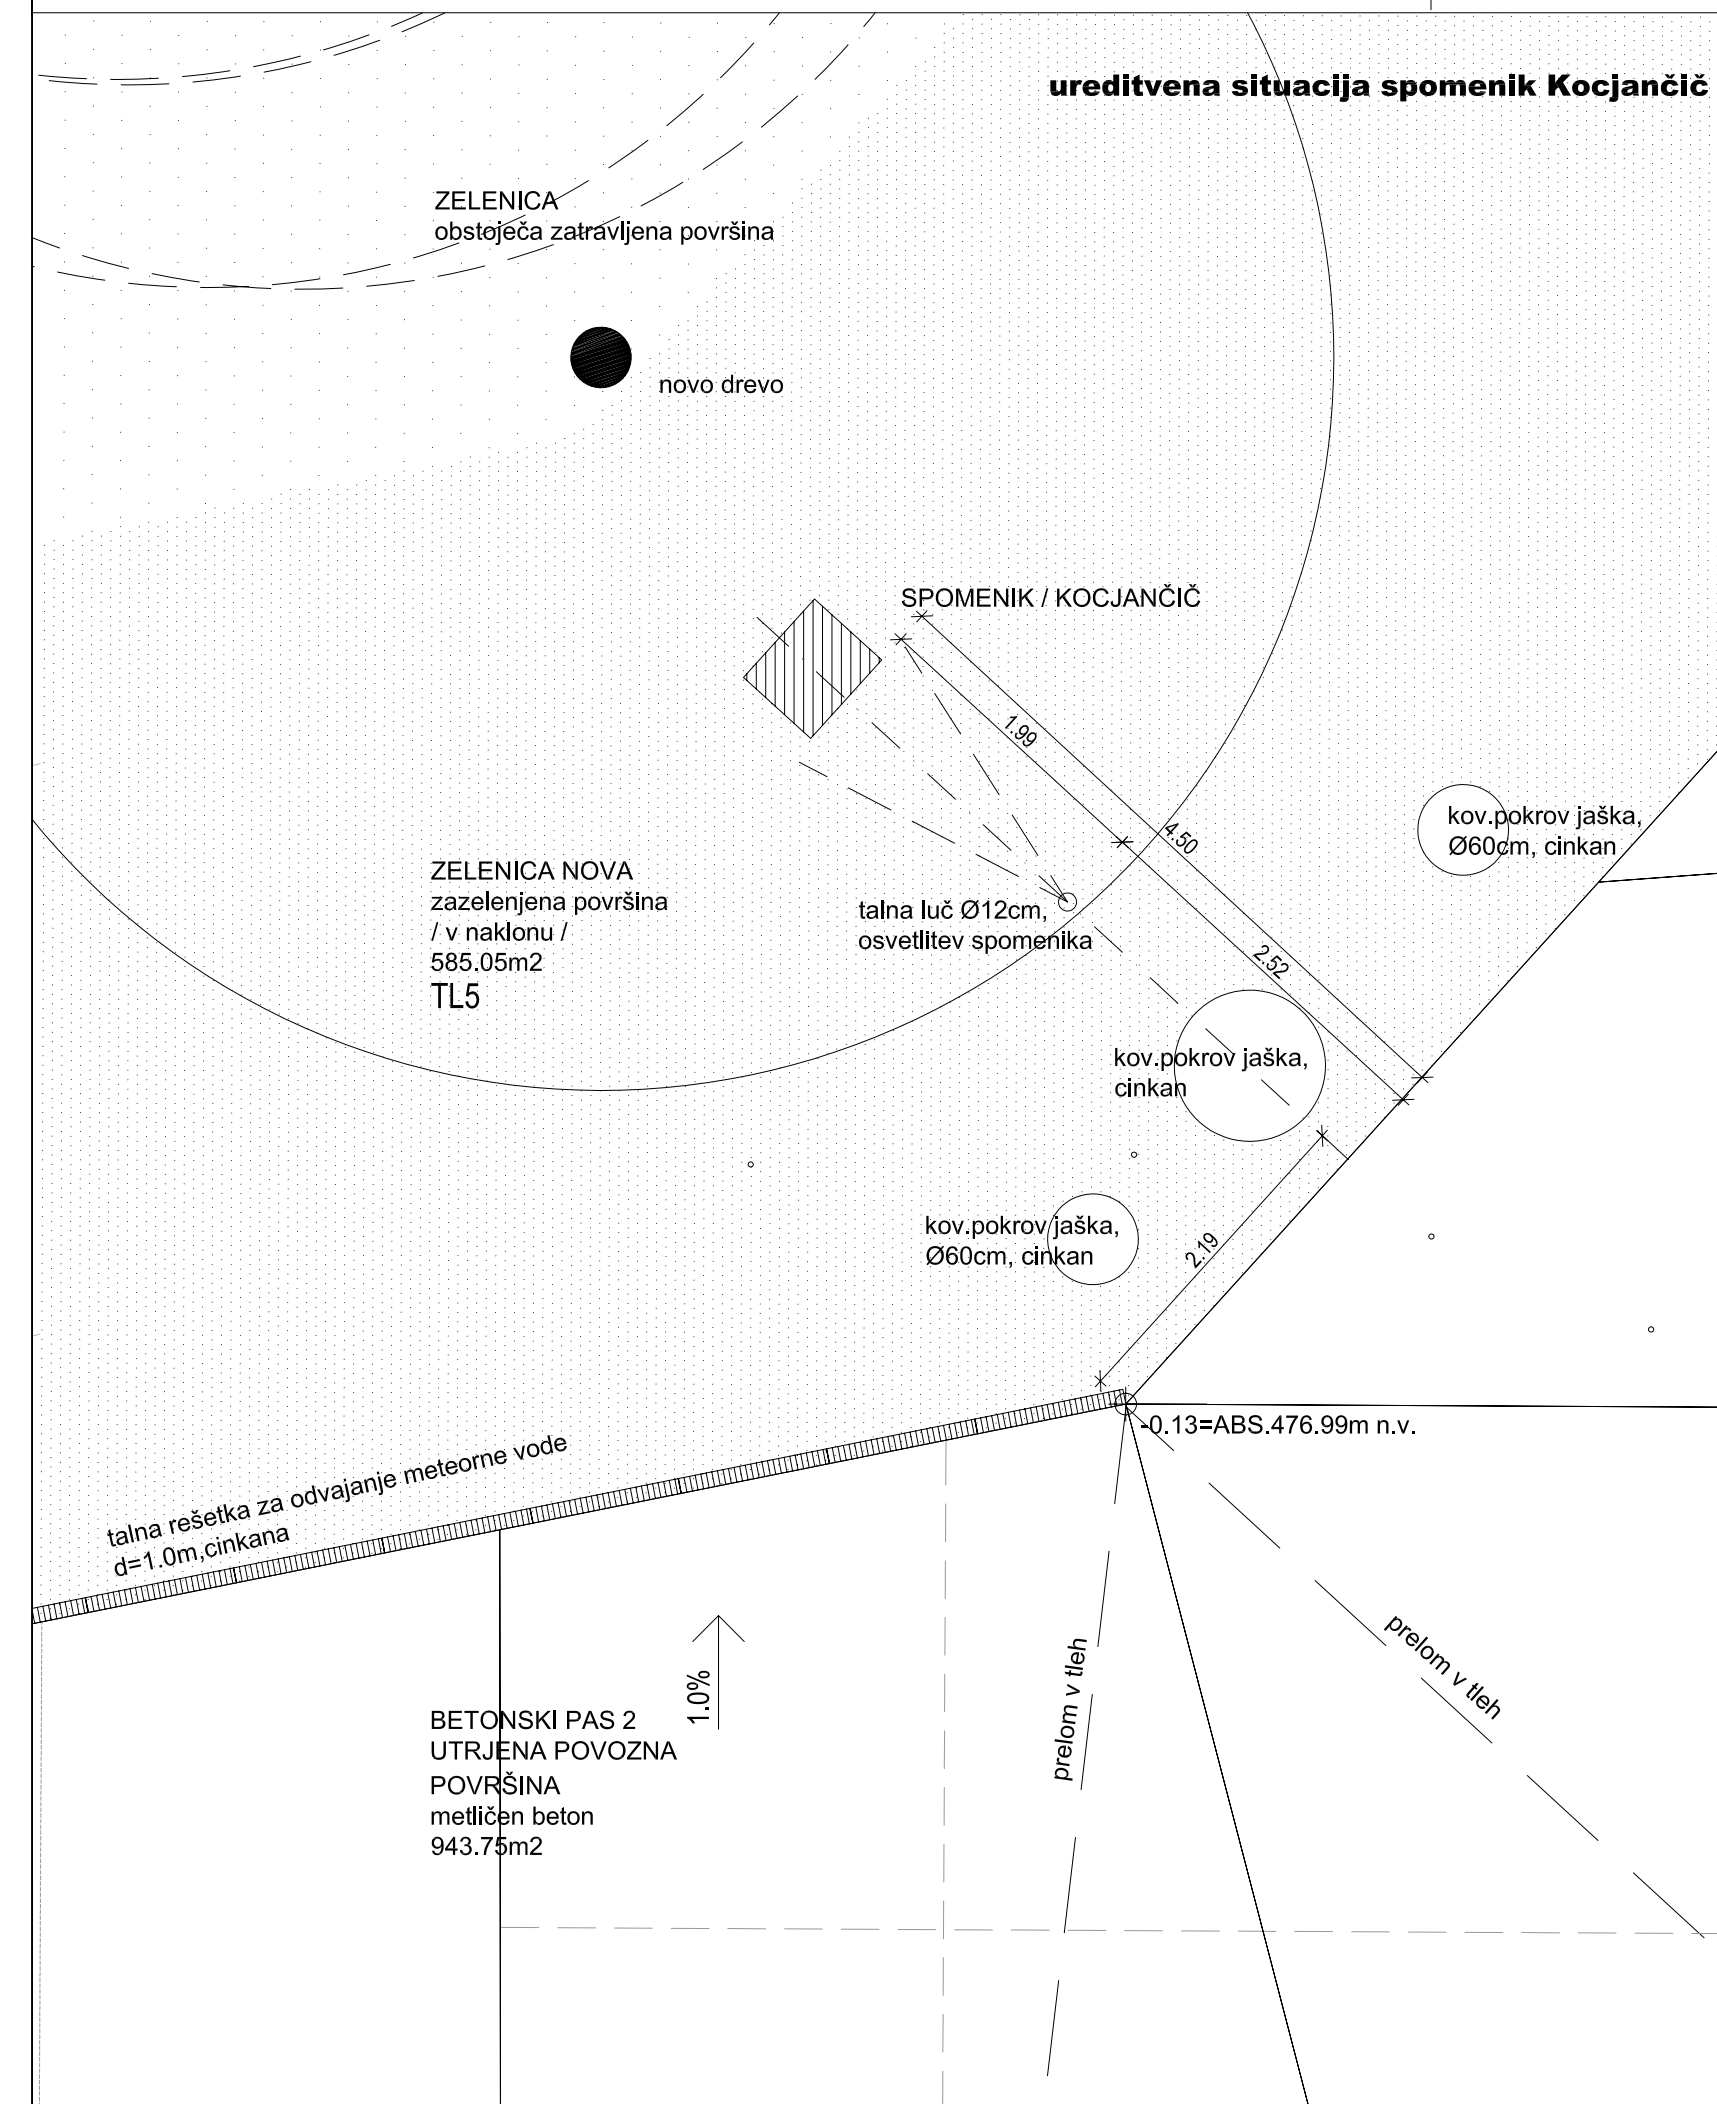 ureditvena situacija spomenik Kocjančič
ZELENICA
obstoječa zatravljena površina
novo drevo
SPOMENIK / KOCJANČIČ
1.99
4.50
kov.pokrov jaška,
Ø60cm, cinkan
ZELENICA NOVA
zazelenjena površina
/ v naklonu /
585.05m2
TL5
talna luč Ø12cm,
osvetlitev spomenika
2.52
kov.pokrov jaška,
cinkan
kov.pokrov jaška,
Ø60cm, cinkan
2.19
-0.13=ABS.476.99m n.v.
talna rešetka za odvajanje meteorne vode
d=1.0m,cinkana
1.0%
prelom v tleh
prelom v tleh
BETONSKI PAS 2
UTRJENA POVOZNA
POVRŠINA
metličen beton
943.75m2